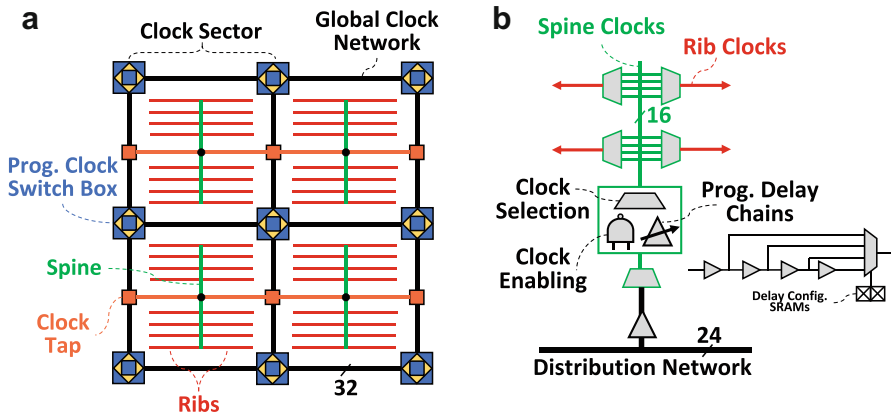 a
Clock Sector
Global Clock
Network
Prog. Clock
Switch Box
Spine
Clock
Tap
Ribs
32
b
Spine Clocks
Rib Clocks
16
Clock
Selection
Prog. Delay
Chains
Clock
Enabling
Delay Config.
SRAMs
24
Distribution Network